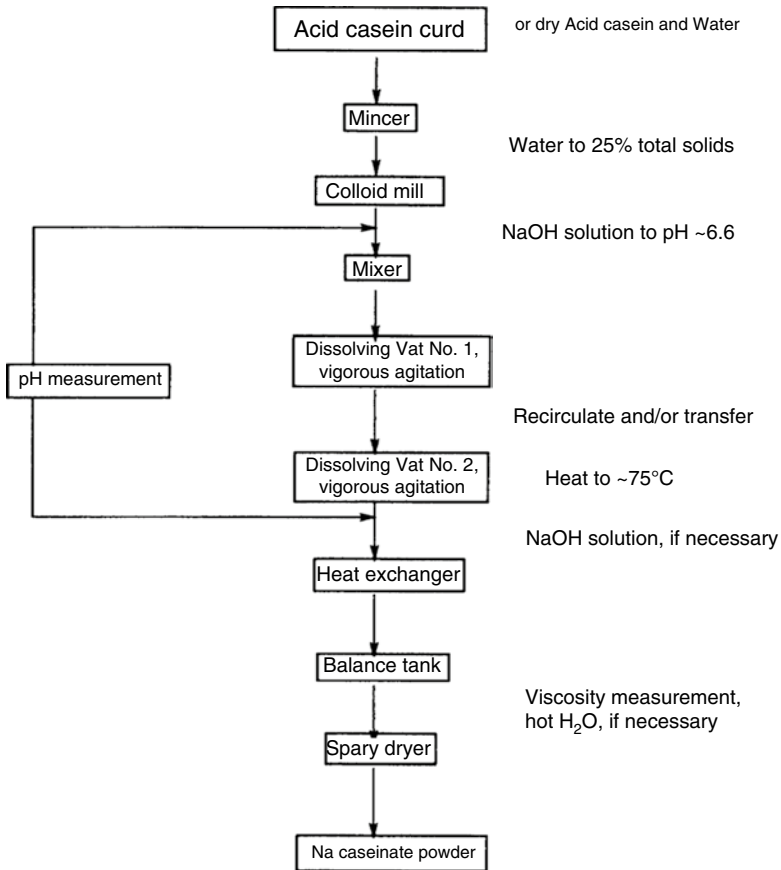 Acid casein curd
or dry Acid casein and Water
Mincer
Water to 25% total solids
Colloid mill
NaOH solution to pH ~6.6
Mixer
Dissolving Vat No. 1,
vigorous agitation
pH measurement
Recirculate and/or transfer
Dissolving Vat No. 2,
vigorous agitation
Heat to ~75°C
NaOH solution, if necessary
Heat exchanger
Balance tank
Viscosity measurement,
hot H₂O, if necessary
Spary dryer
Na caseinate powder